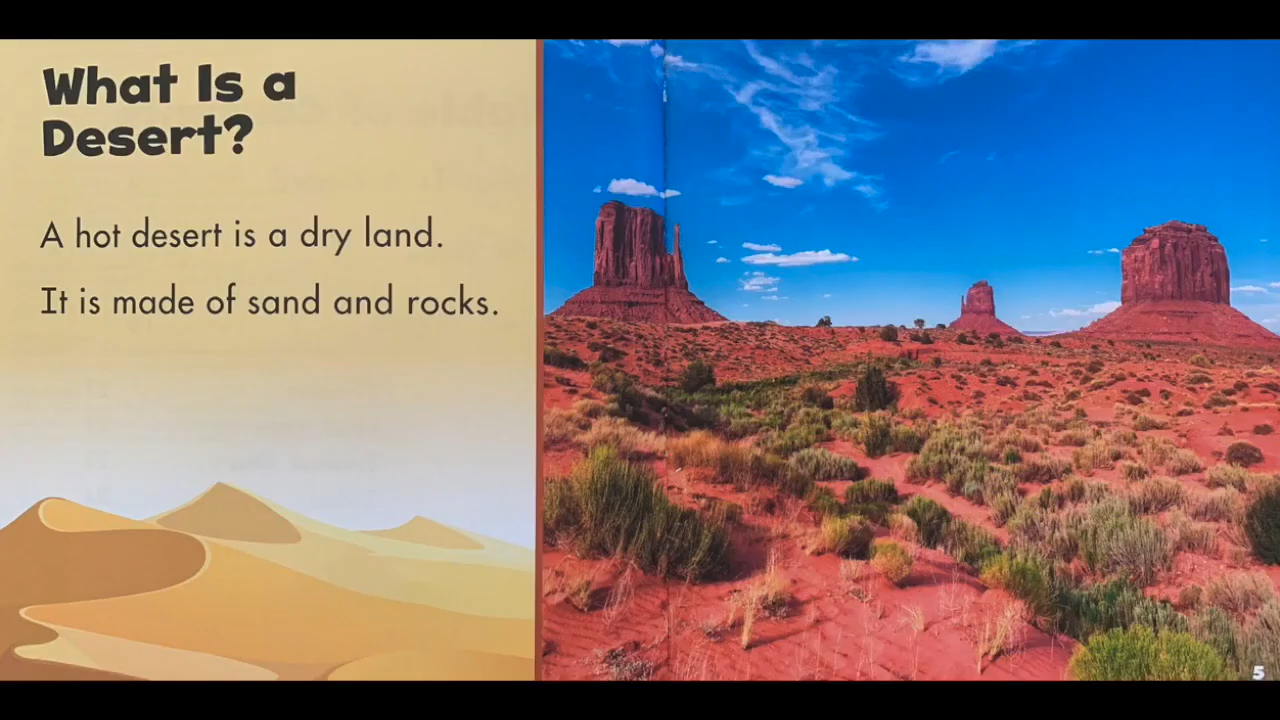 What Is a
Desert?
A hot desert is a dry land.
It is made of sand and rocks.
5